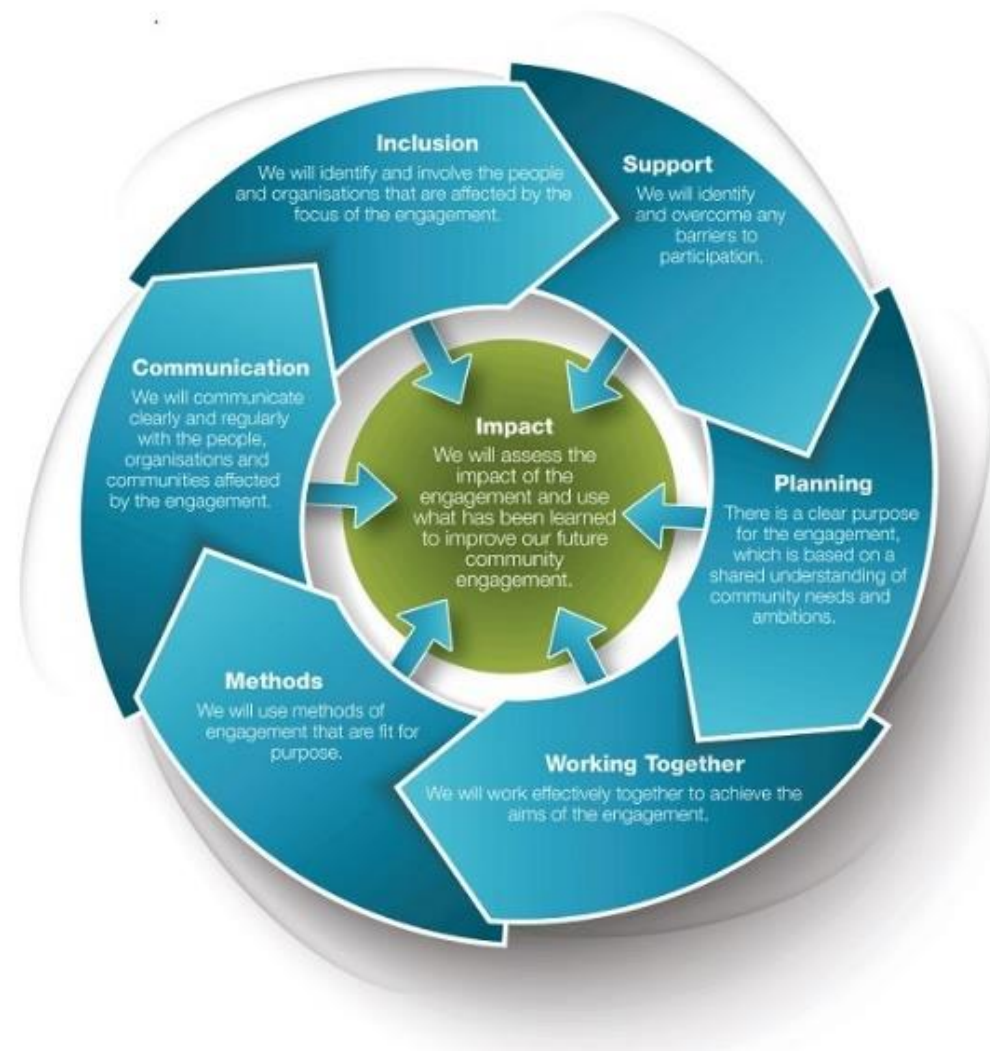 Inclusion
We will identify and involve the people
and organisations that are affected by the
focus of the engagement.
Support
We will identify
and overcome any
barriers to
participation.
Planning
There is a clear purpose
for the engagement,
which is based on a
shared understanding of
community needs and
ambitions.
Working Together
We will work effectively together to achieve the
aims of the engagement.
Methods
We will use methods of
engagement that are fit for
purpose.
Communication
We will communicate
clearly and regularly
with the people,
organisations and
communities affected
by the engagement.
Impact
We will assess the
impact of the
engagement and use
what has been learned
to improve our future
community
engagement.